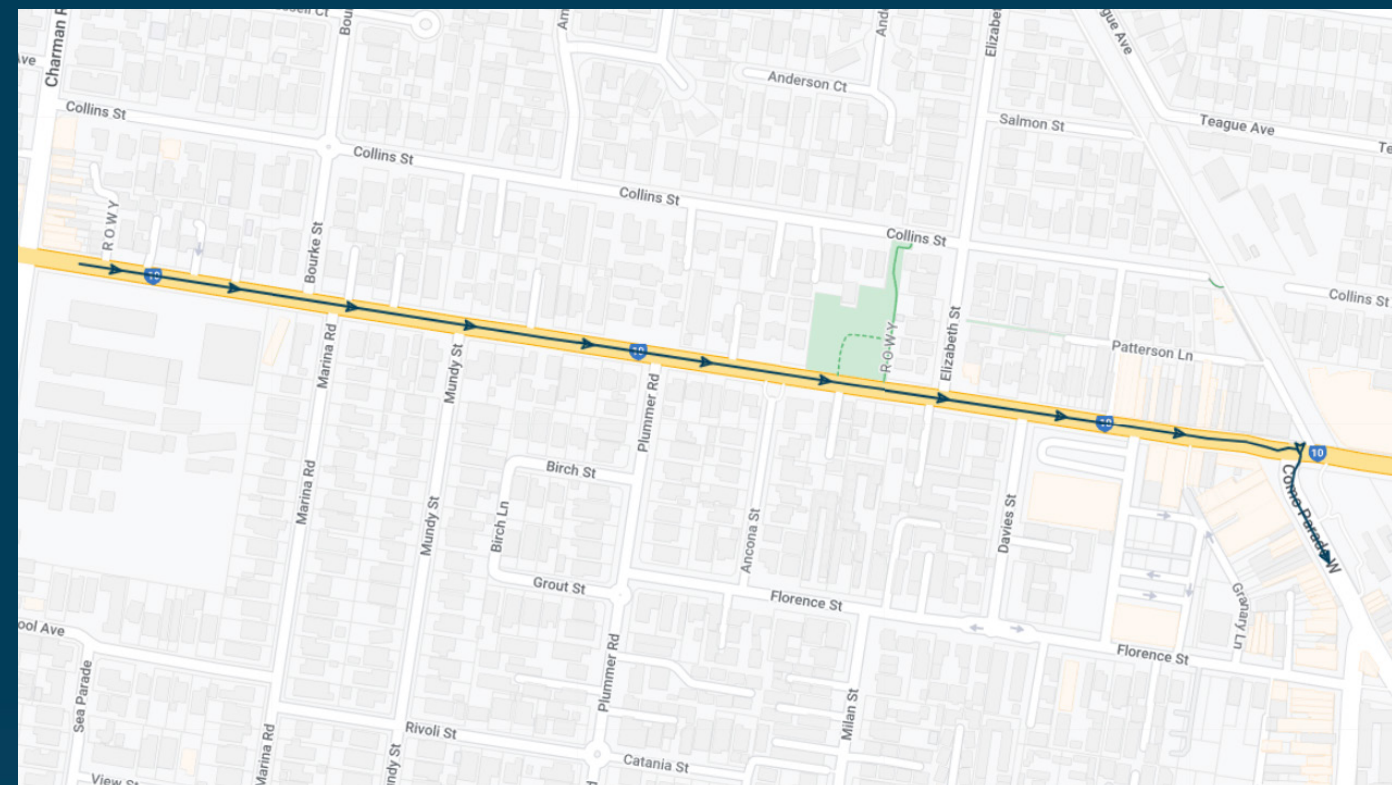 Teague Ave
Anderson Ct
Charman R
Collins St
Salmon St
Teague Ave
Collins St
Collins St
R O W Y
Bourke St
Collins St
10
Collins St
Elizabeth St
R O W Y
Patterson Ln
Marina Rd
Mundy St
10
Plummer Rd
10
10
Birch St
Como Parade W
Marina Rd
Mundy St
Birch Ln
Ancona St
Davies St
Grout St
Florence St
Granary Ln
ool Ave
Florence St
Sea Parade
Plummer Rd
Milan St
Rivoli St
Marina Rd
Catania St
View St